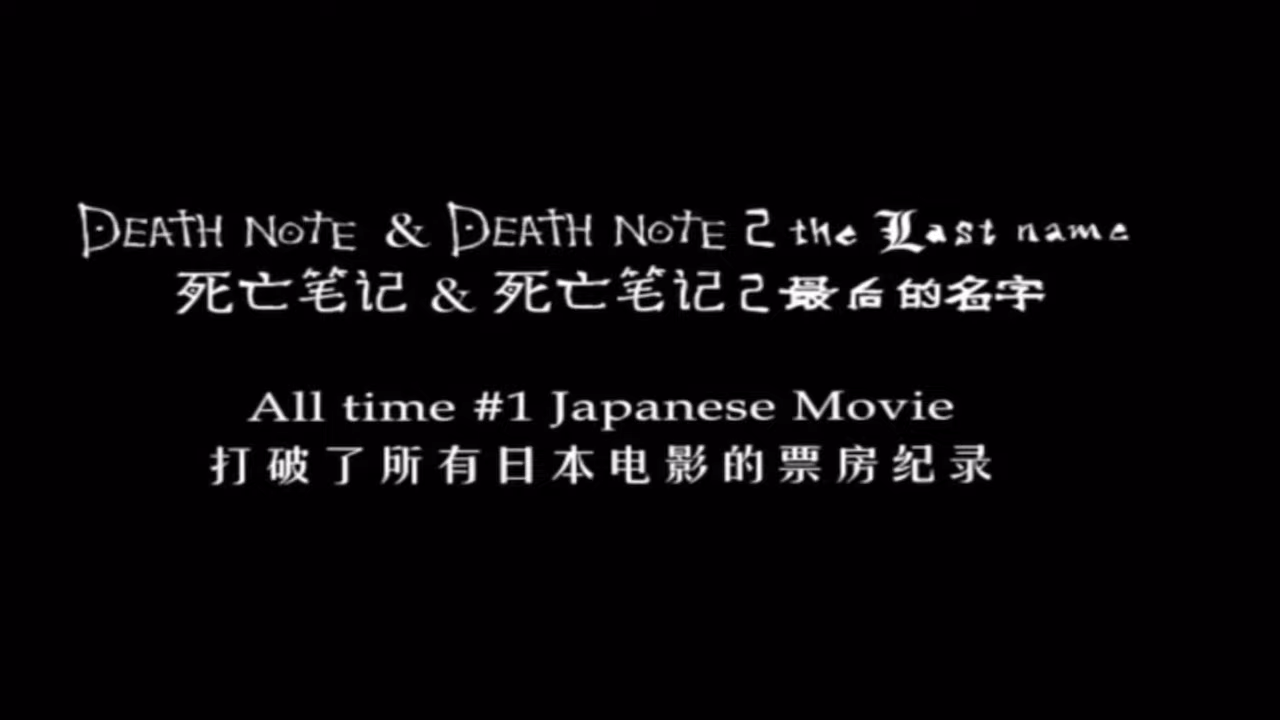 DEATH NOTE & DEATH NOTE 2 the Last name
死亡笔记 & 死亡笔记2最后的名字
All time #1 Japanese Movie
打破了所有日本电影的票房纪录